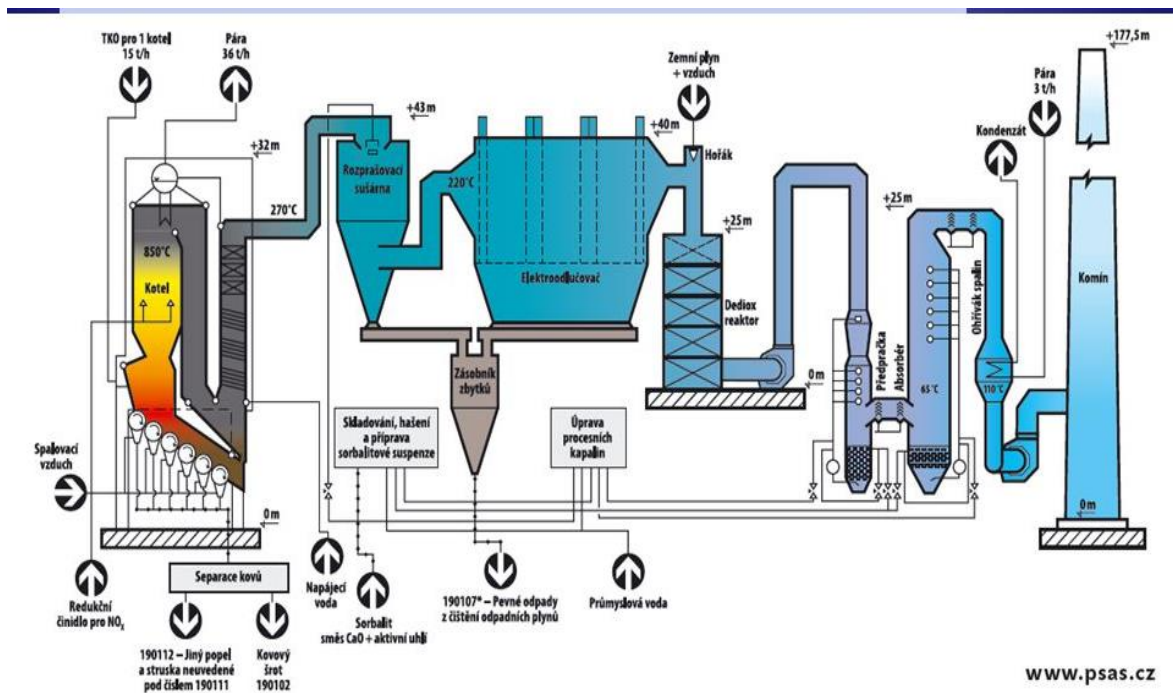 TKO pro 1 kotel
15 t/h
Pára
36 t/h
+32 m
270°C
850°C
Kotel
Spalovací
vzduch
0 m
Redukční
činidlo pro NOX
Separace kovů
190112 – Jiný popel
a struska neuvedené
pod číslem 190111
Kovový
šrot
190102
Napájecí
voda
+43 m
Rozprašovací
sušárna
220°C
Elektroodlučovač
+40 m
Zásobník
zbytků
Skladování, hašení
a příprava
sorbalitové suspenze
Úprava
procesních
kapalin
Sorbalit
směs CaO + aktivní uhlí
190107* – Pevné odpady
z čištění odpadních plynů
Průmyslová voda
Zemní plyn
+ vzduch
Hořák
+25 m
Dediox
reaktor
0 m
Předpračka
Absorbér
65 °C
+25 m
Ohřívák spalin
110°C
Kondenzát
Pára
3 t/h
+177,5 m
Komín
0 m
www.psas.cz